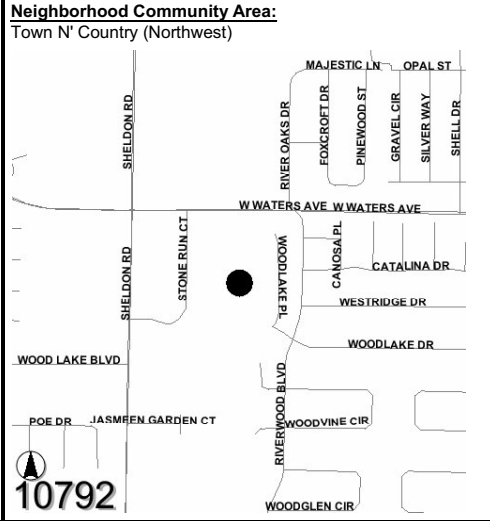 Neighborhood Community Area:
Town N' Country (Northwest)
MAJESTIC LN
OPAL ST
SHELDON RD
RIVER OAKS DR
FOXCROFT DR
PINEWOOD ST
GRAVEL CIR
SILVER WAY
SHELL DR
W WATERS AVE
W WATERS AVE
SHELDON RD
STONE RUN CT
WOODLAKE PL
CANOSA PL
CATALINA DR
WESTRIDGE DR
WOODLAKE DR
WOOD LAKE BLVD
RIVERWOOD BLVD
POE DR
JASMEEN GARDEN CT
WOODVINE CIR
10792
WOODGLEN CIR